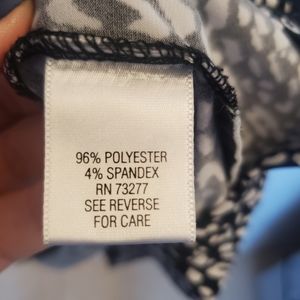 96% POLYESTER
4% SPANDEX
RN 73277
SEE REVERSE
FOR CARE